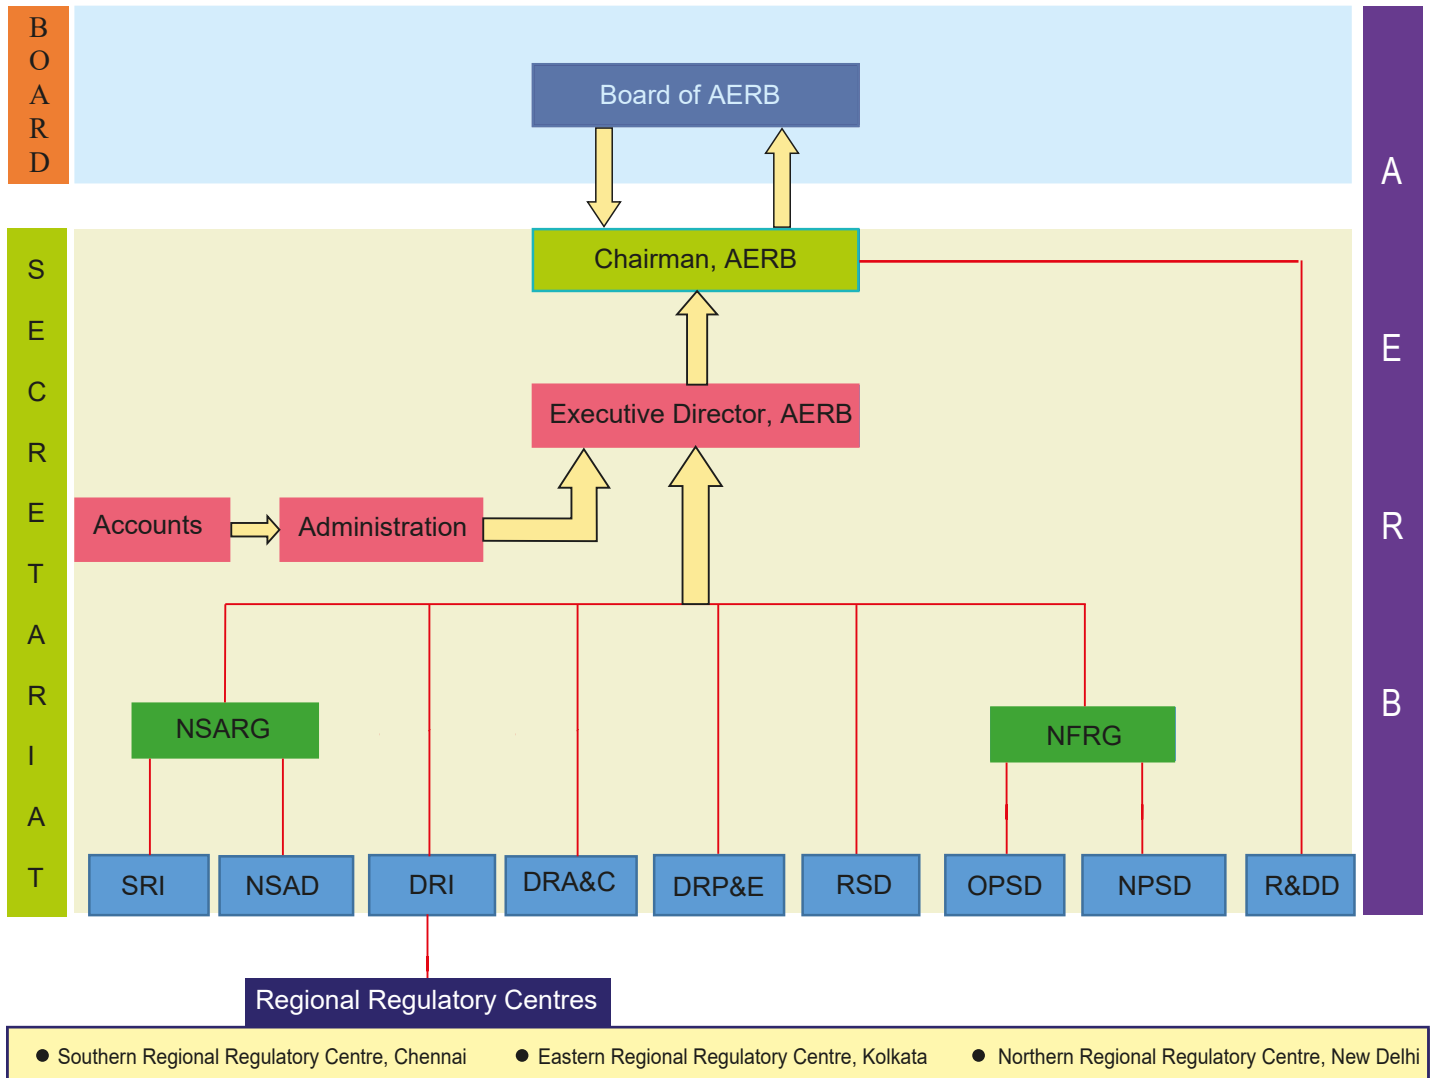 BOARD
Board of AERB
AERB
SECRETARIAT
Chairman, AERB
Executive Director, AERB
Accounts
Administration
NSARG
NFRG
SRI
NSAD
DRI
DRA&C
DRP&E
RSD
OPSD
NPSD
R&DD
Regional Regulatory Centres
● Southern Regional Regulatory Centre, Chennai ● Eastern Regional Regulatory Centre, Kolkata ● Northern Regional Regulatory Centre, New Delhi